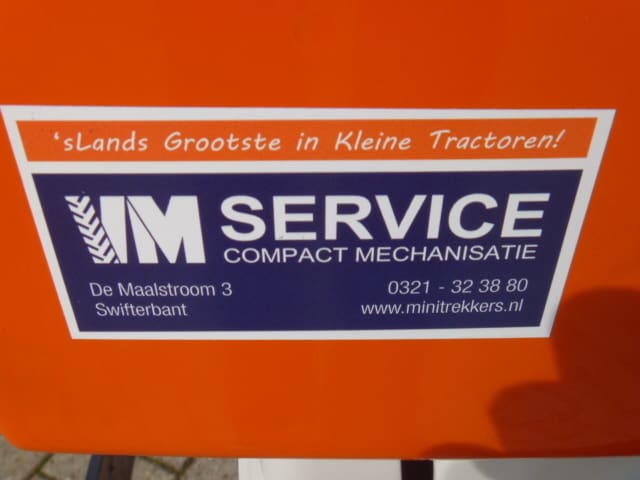 'sLands Grootste in Kleine Tractoren!
VM SERVICE
COMPACT MECHANISATIE
De Maalstroom 3
Swifterbant
0321 - 32 38 80
www.minitrekkers.nl